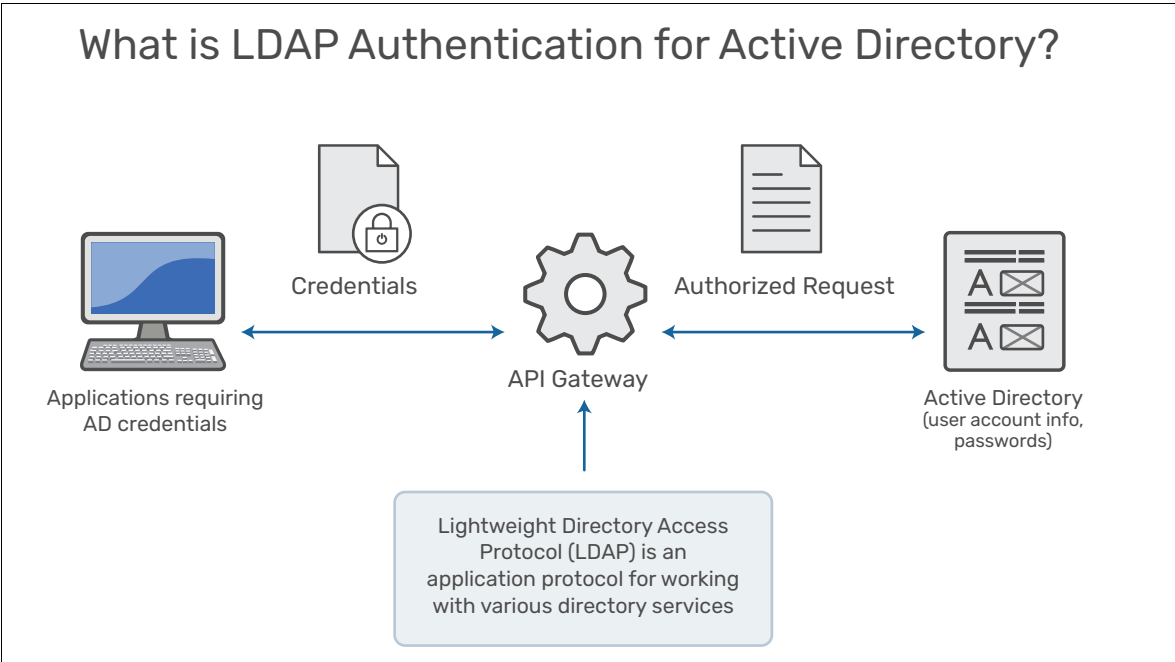 What is LDAP Authentication for Active Directory?
Credentials
Authorized Request
A
A
API Gateway
Applications requiring
AD credentials
Active Directory
(user account info,
passwords)
Lightweight Directory Access
Protocol (LDAP) is an
application protocol for working
with various directory services